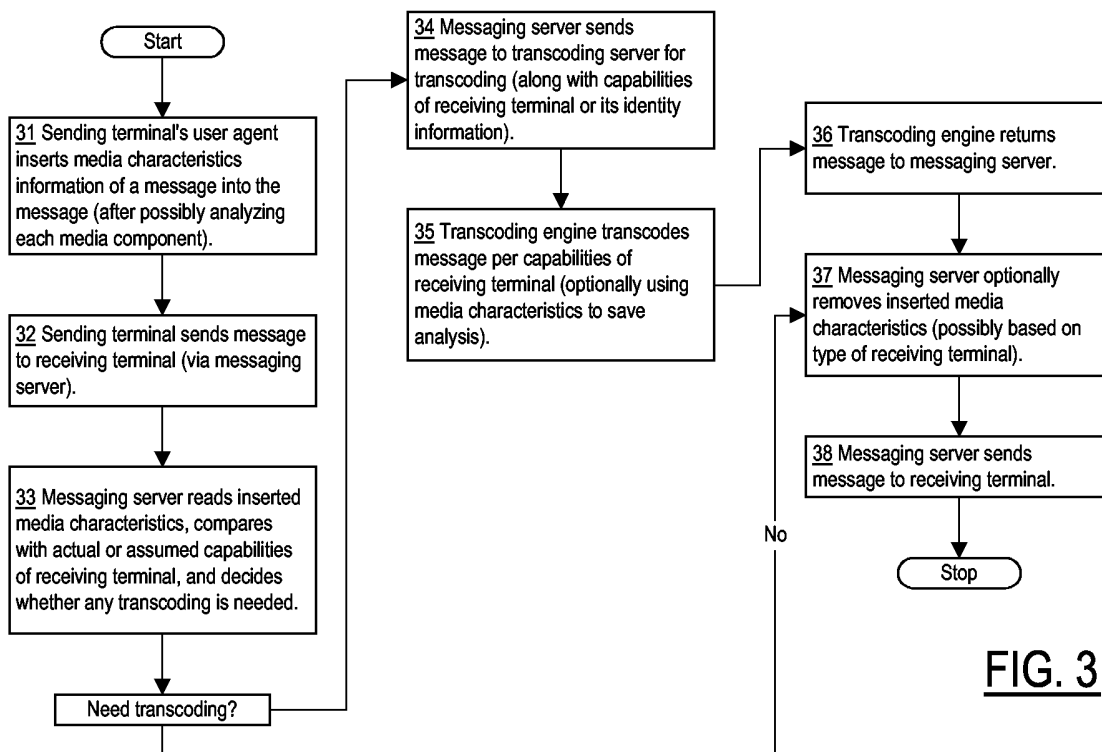 Start
31 Sending terminal's user agent
inserts media characteristics
information of a message into the
message (after possibly analyzing
each media component).
32 Sending terminal sends message
to receiving terminal (via messaging
server).
33 Messaging server reads inserted
media characteristics, compares
with actual or assumed capabilities
of receiving terminal, and decides
whether any transcoding is needed.
Need transcoding?
34 Messaging server sends
message to transcoding server for
transcoding (along with capabilities
of receiving terminal or its identity
information).
35 Transcoding engine transcodes
message per capabilities of
receiving terminal (optionally using
media characteristics to save
analysis).
No
36 Transcoding engine returns
message to messaging server.
37 Messaging server optionally
removes inserted media
characteristics (possibly based on
type of receiving terminal).
38 Messaging server sends
message to receiving terminal.
Stop
FIG. 3